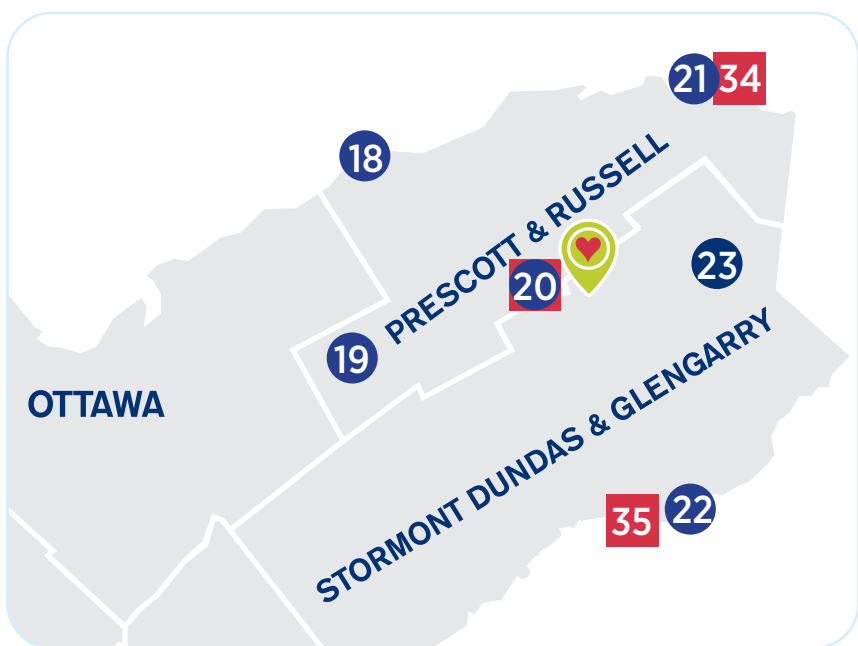 21 34
18
PRESCOTT & RUSSELL
23
20
19
OTTAWA
STORMONT DUNDAS & GLENGARRY
35 22